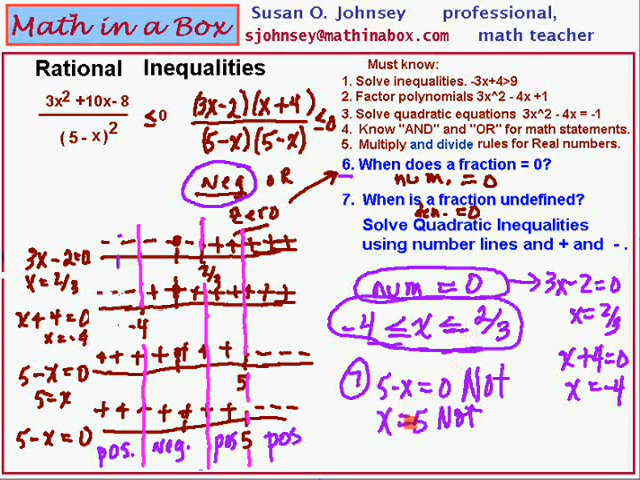 Math in a Box
Susan O. Johnsey professional,
sjohnsey@mathinabox.com math teacher
Rational Inequalities
3x² +10x- 8
(5 - x)²
≤ 0
(3x-2)(x+4)
(5-x)(5-x)
≤ 0
Neg OR
Zero
Must know:
1. Solve inequalities. -3x+4>9
2. Factor polynomials 3x^2 - 4x +1
3. Solve quadratic equations 3x^2 - 4x = -1
4. Know "AND" and "OR" for math statements.
5. Multiply and divide rules for Real numbers.
6. When does a fraction = 0?
num. = 0
7. When is a fraction undefined?
den. = 0
Solve Quadratic Inequalities
using number lines and + and - .
3x-2=0
x=2/3
2/3
x+4=0
x=-4
-4
5-x=0
5=x
5
5-x=0
5
pos. neg. pos pos
num = 0
3x-2=0
x=2/3
-4 ≤ x ≤ 2/3
x+4=0
x=-4
7 5-x=0 Not
x=5 Not